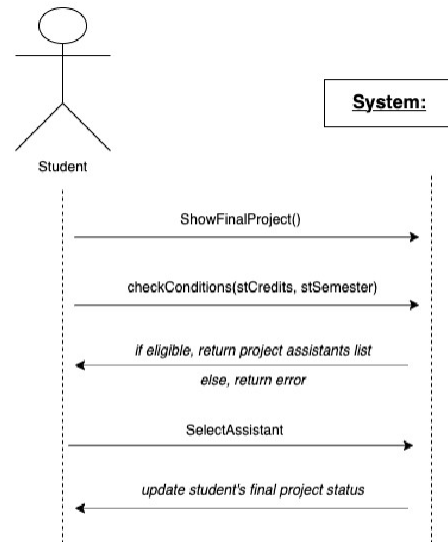 System:
Student
ShowFinalProject()
checkConditions(stCredits, stSemester)
if eligible, return project assistants list
else, return error
SelectAssistant
update student's final project status